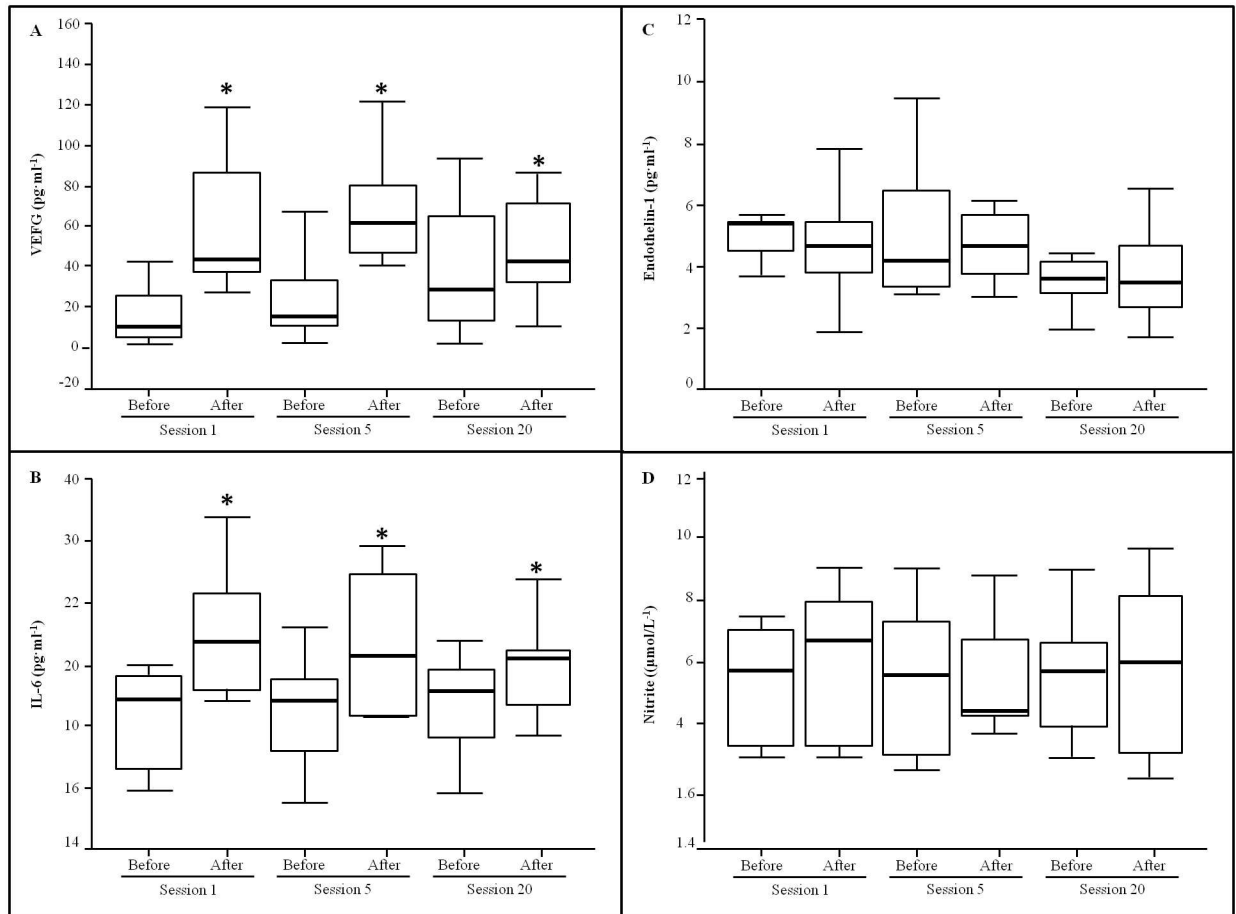 A
VEFG (pg·ml⁻¹)
160
140
120
100
80
60
40
20
0
-20
* * *
Before After Before After Before After
Session 1 Session 5 Session 20
C
Endothelin-1 (pg·ml⁻¹)
12
10
8
6
4
2
0
Before After Before After Before After
Session 1 Session 5 Session 20
B
IL-6 (pg·ml⁻¹)
40
30
22
20
10
16
14
* * *
Before After Before After Before After
Session 1 Session 5 Session 20
D
Nitrite ((µmol/L⁻¹)
12
10
8
6
4
1.6
1.4
Before After Before After Before After
Session 1 Session 5 Session 20